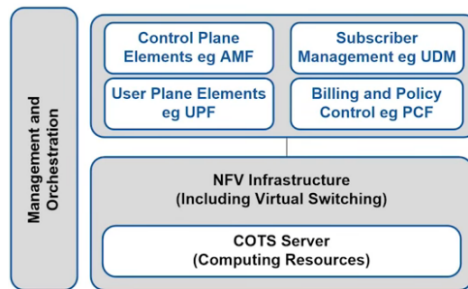 Management and
Orchestration
Control Plane
Elements eg AMF
Subscriber
Management eg UDM
User Plane Elements
eg UPF
Billing and Policy
Control eg PCF
NFV Infrastructure
(Including Virtual Switching)
COTS Server
(Computing Resources)